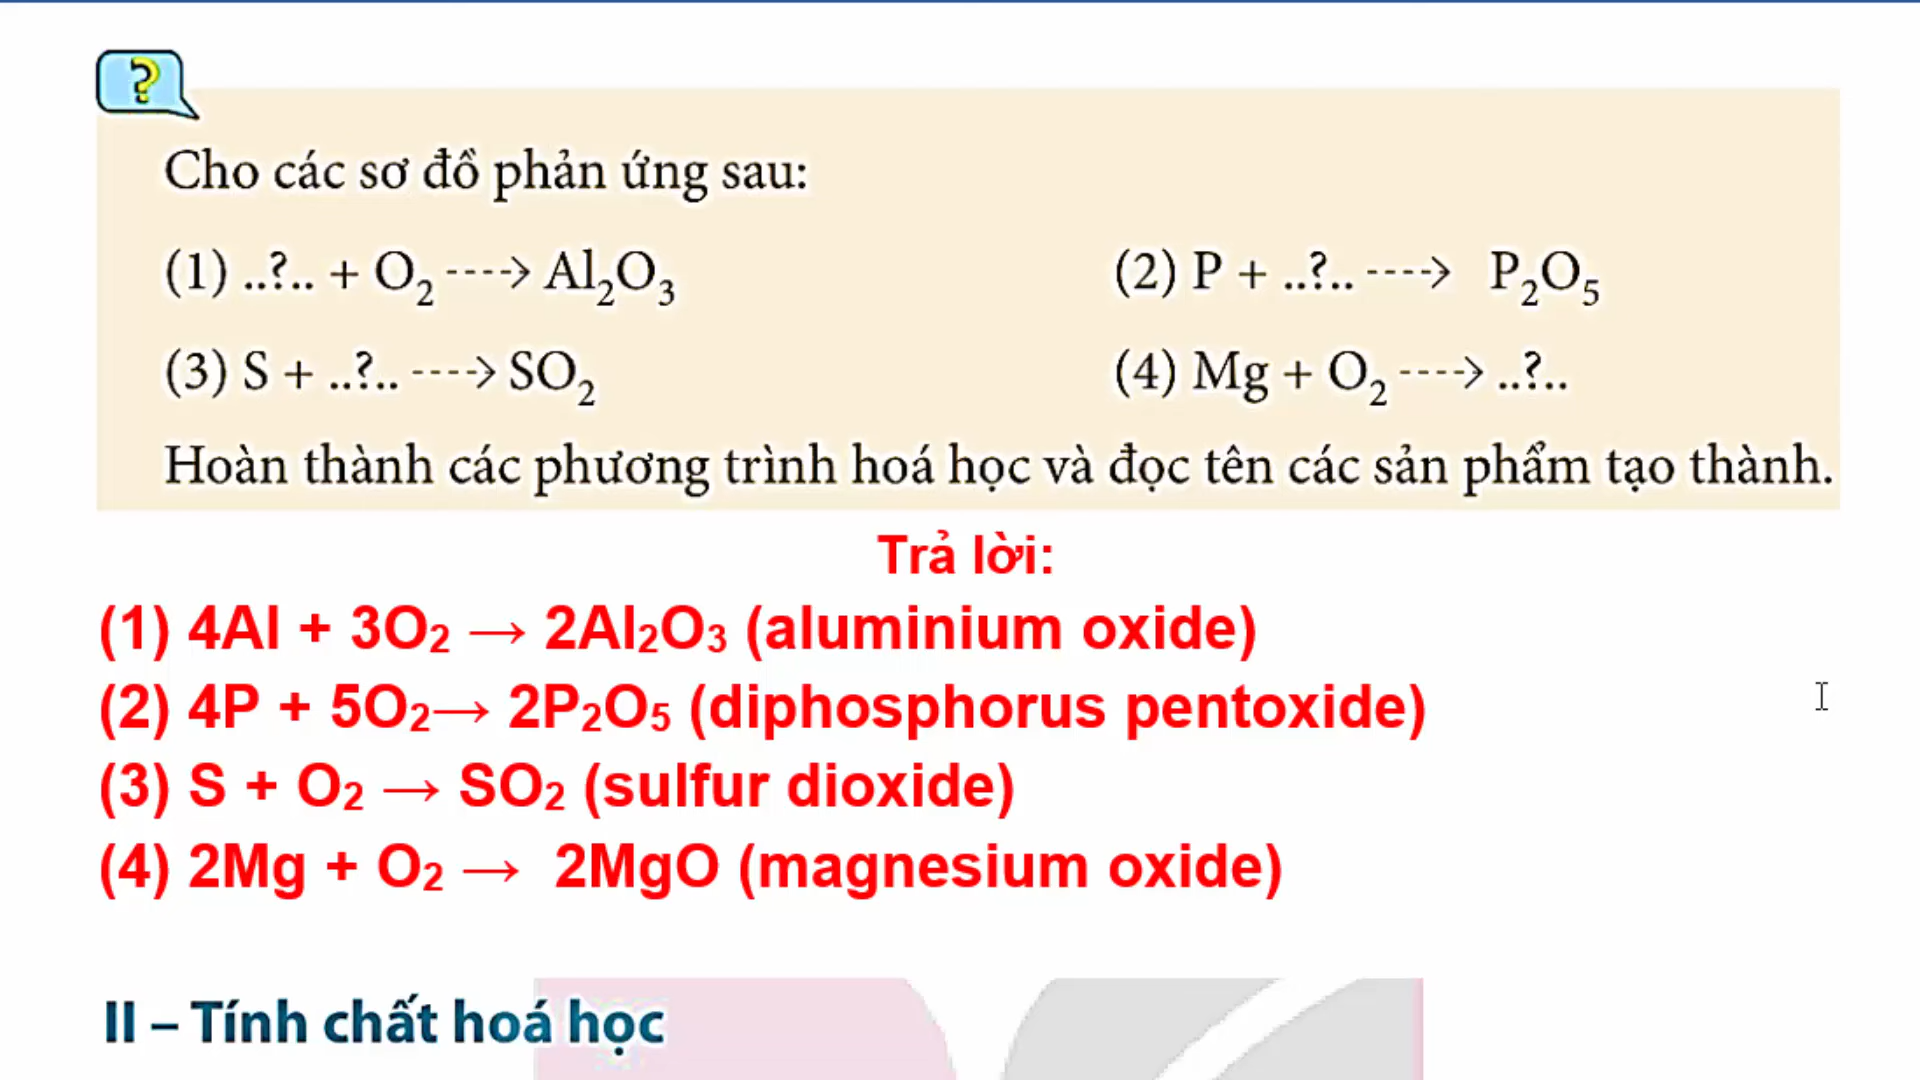 ?
Cho các sơ đồ phản ứng sau:
(1) ..?.. + O₂ ----> Al₂O₃ (2) P + ..?.. ----> P₂O₅
(3) S + ..?.. ----> SO₂ (4) Mg + O₂ ----> ..?..
Hoàn thành các phương trình hoá học và đọc tên các sản phẩm tạo thành.
Trả lời:
(1) 4Al + 3O₂ → 2Al₂O₃ (aluminium oxide)
(2) 4P + 5O₂→ 2P₂O₅ (diphosphorus pentoxide)
(3) S + O₂ → SO₂ (sulfur dioxide)
(4) 2Mg + O₂ → 2MgO (magnesium oxide)
II – Tính chất hoá học